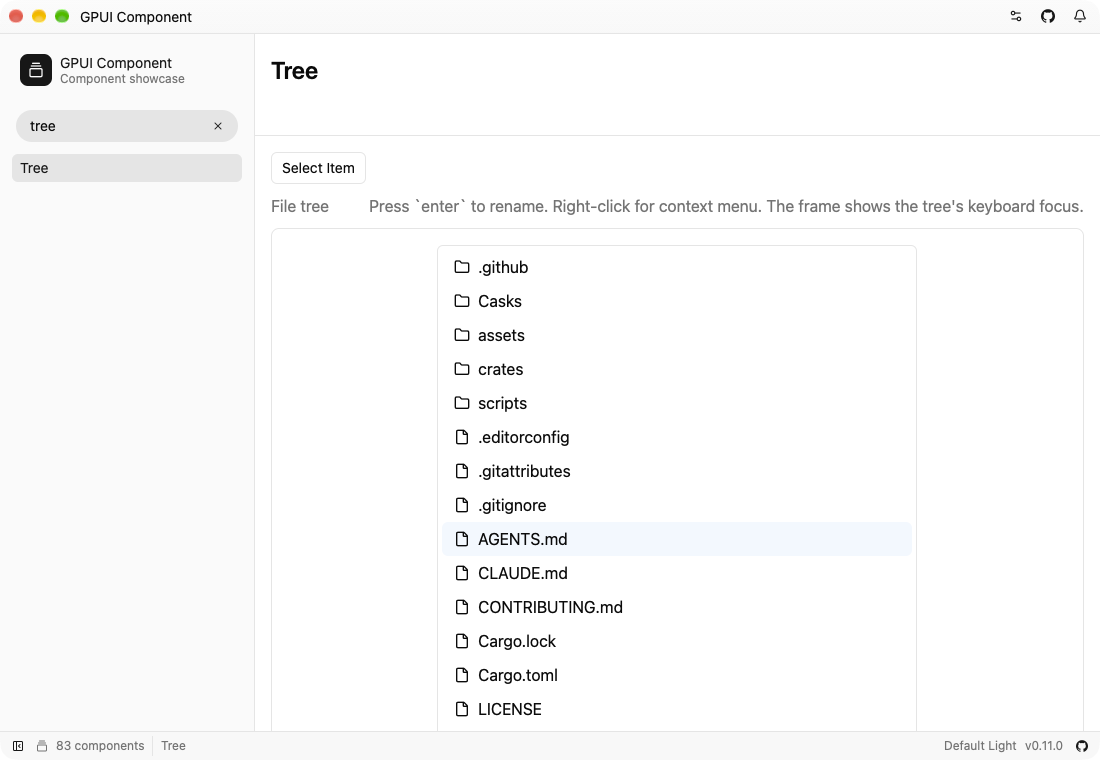 GPUI Component
GPUI Component
Component showcase
tree
Tree
Tree
Select Item
File tree
Press `enter` to rename. Right-click for context menu. The frame shows the tree's keyboard focus.
.github
Casks
assets
crates
scripts
.editorconfig
.gitattributes
.gitignore
AGENTS.md
CLAUDE.md
CONTRIBUTING.md
Cargo.lock
Cargo.toml
LICENSE
83 components
Tree
Default Light
v0.11.0